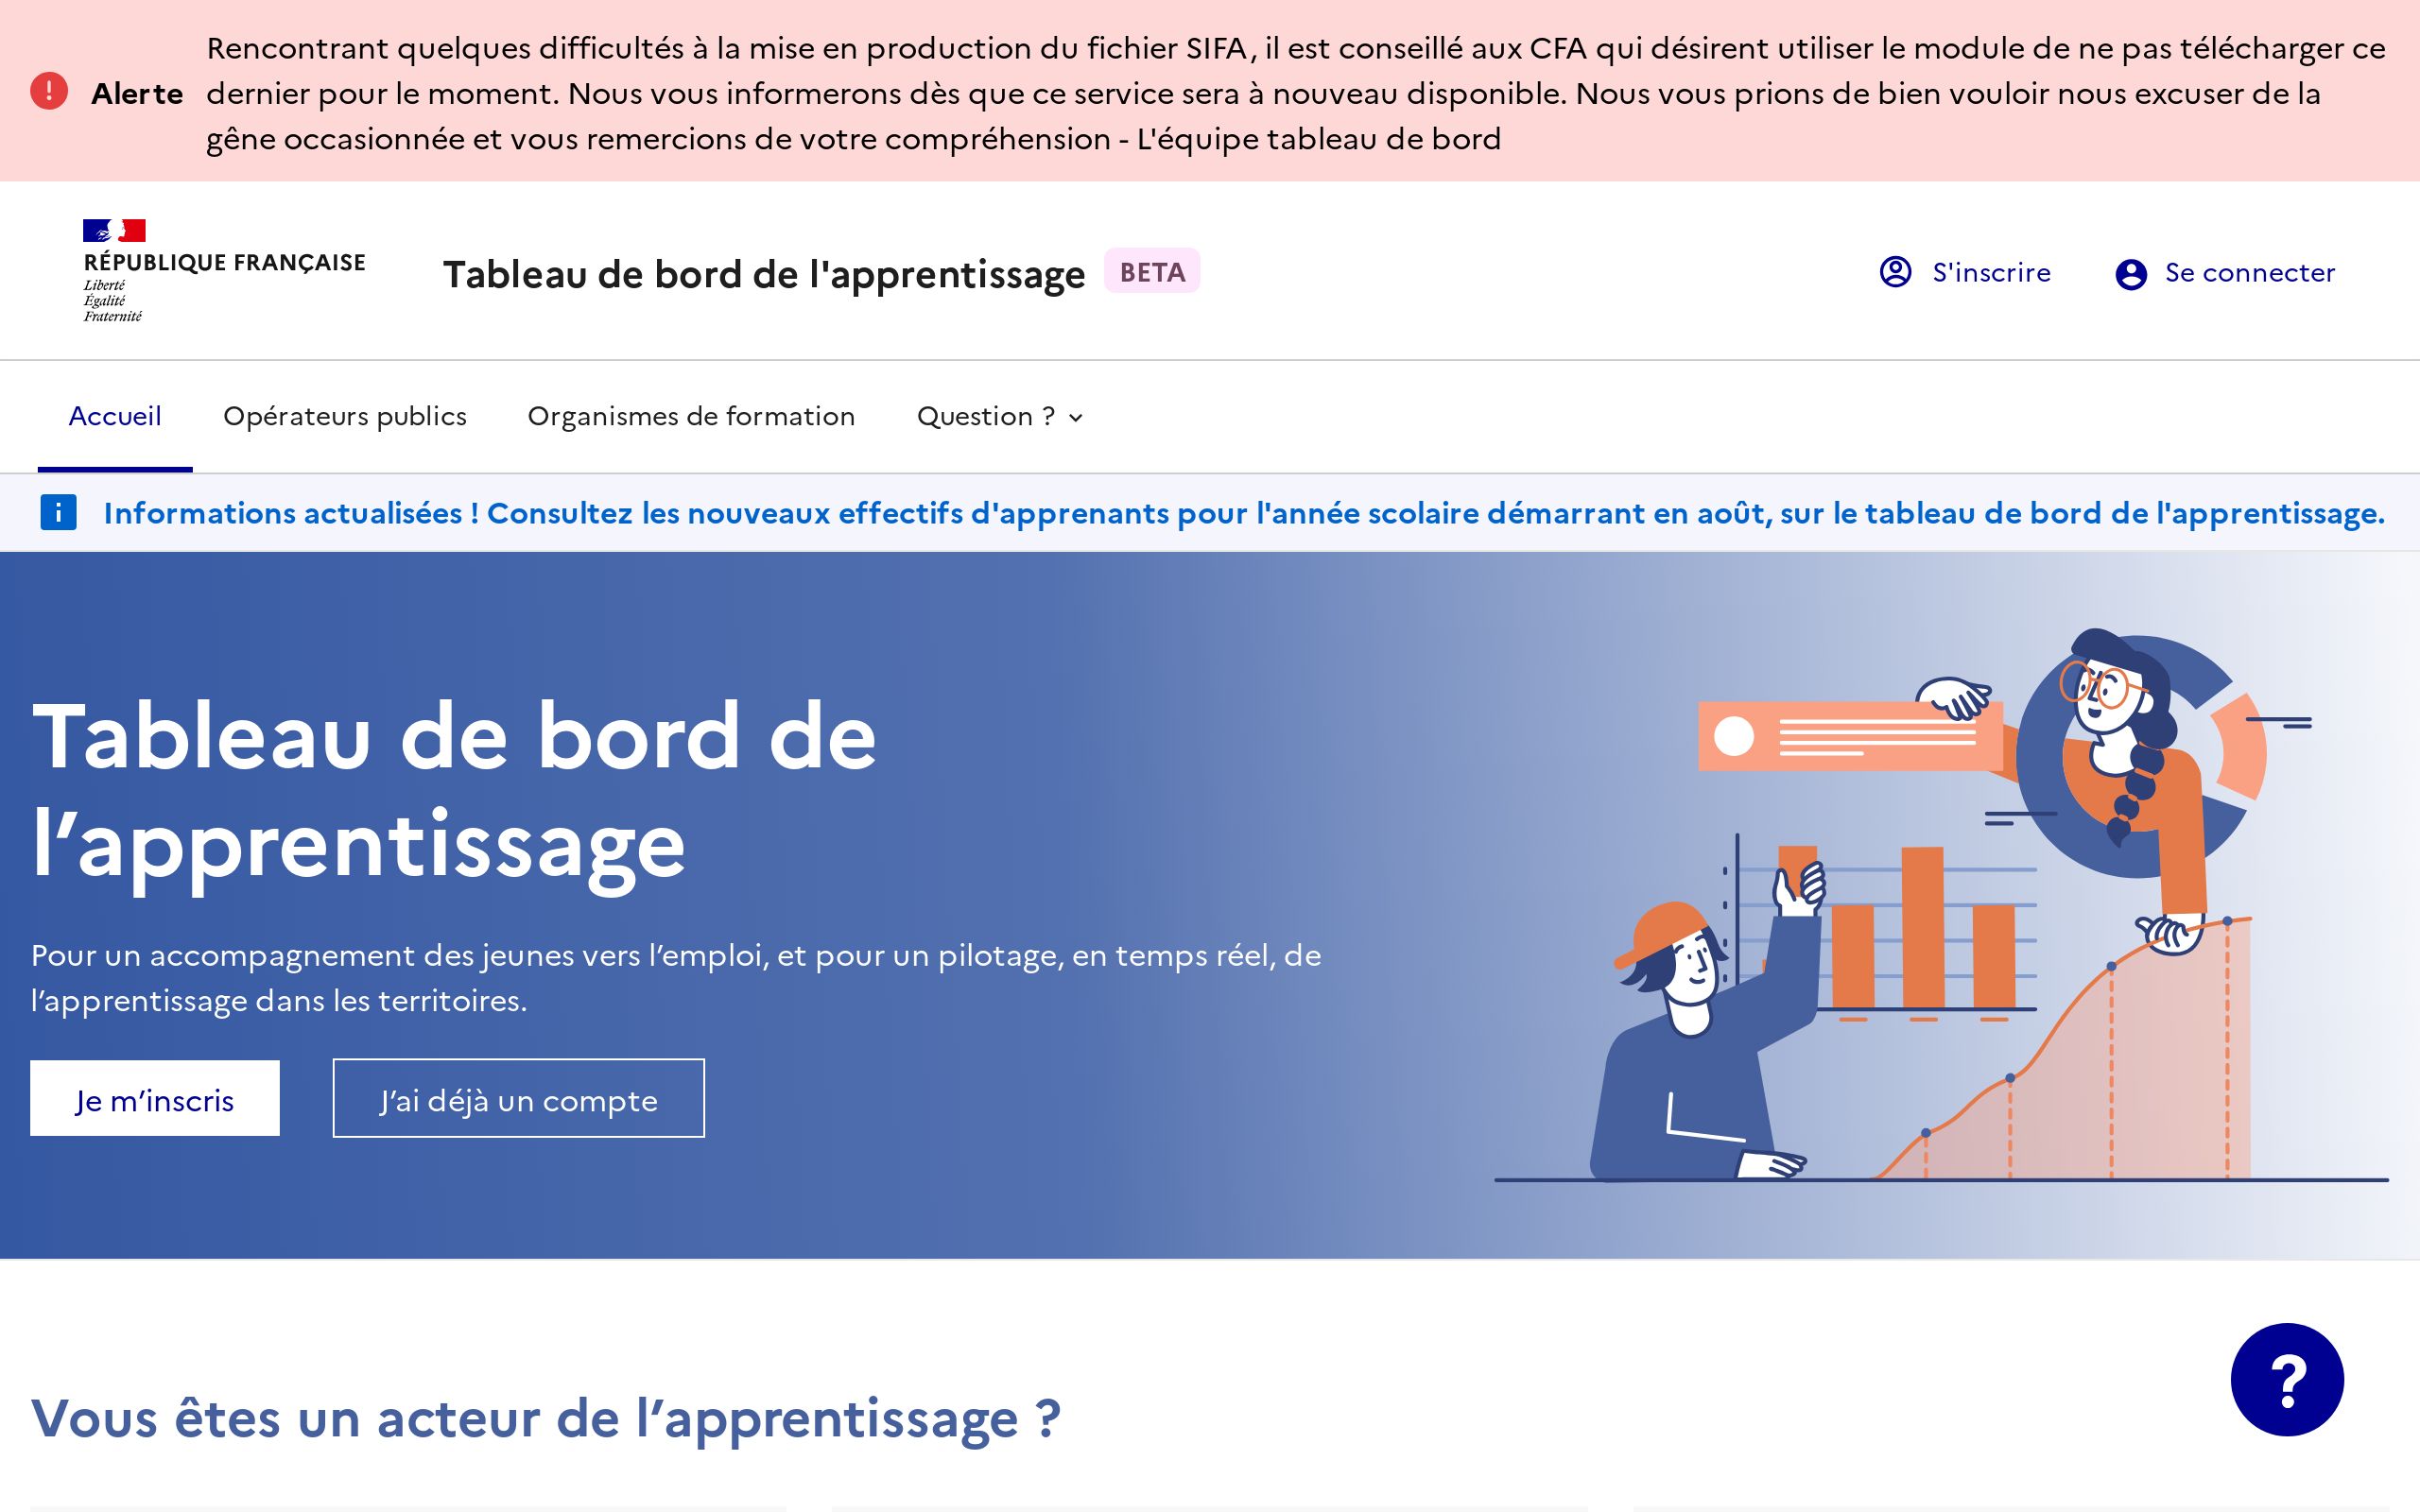 Rencontrant quelques difficultés à la mise en production du fichier SIFA, il est conseillé aux CFA qui désirent utiliser le module de ne pas télécharger ce
Alerte dernier pour le moment. Nous vous informerons dès que ce service sera à nouveau disponible. Nous vous prions de bien vouloir nous excuser de la
gêne occasionnée et vous remercions de votre compréhension - L'équipe tableau de bord
RÉPUBLIQUE FRANÇAISE
Liberté
Égalité
Fraternité
Tableau de bord de l'apprentissage BETA
S'inscrire Se connecter
Accueil Opérateurs publics Organismes de formation Question ?
Informations actualisées ! Consultez les nouveaux effectifs d'apprenants pour l'année scolaire démarrant en août, sur le tableau de bord de l'apprentissage.
Tableau de bord de
l’apprentissage
Pour un accompagnement des jeunes vers l’emploi, et pour un pilotage, en temps réel, de
l’apprentissage dans les territoires.
Je m’inscris J’ai déjà un compte
?
Vous êtes un acteur de l’apprentissage ?